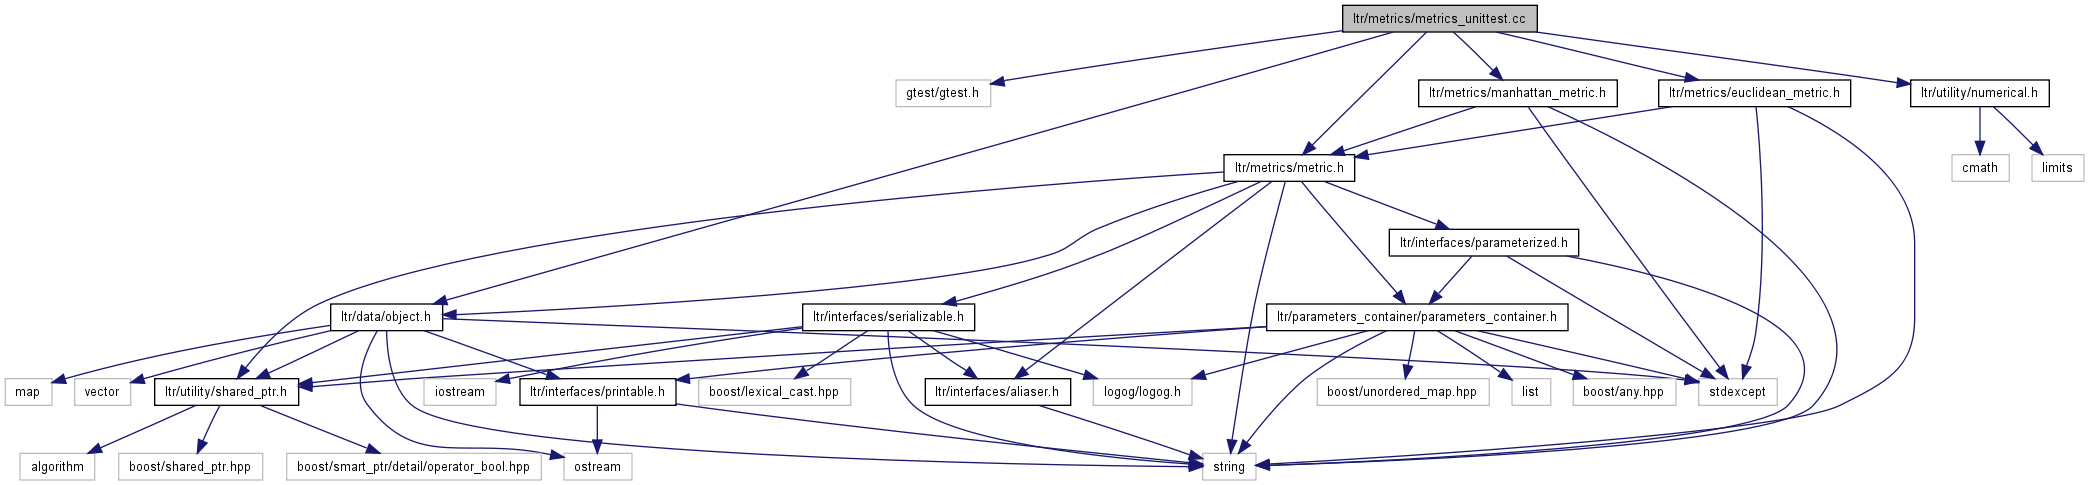 ltr/metrics/metrics_unittest.cc
gtest/gtest.h
ltr/metrics/manhattan_metric.h
ltr/metrics/euclidean_metric.h
ltr/utility/numerical.h
ltr/metrics/metric.h
cmath
limits
ltr/interfaces/parameterized.h
ltr/data/object.h
ltr/interfaces/serializable.h
ltr/parameters_container/parameters_container.h
map
vector
ltr/utility/shared_ptr.h
iostream
ltr/interfaces/printable.h
boost/lexical_cast.hpp
ltr/interfaces/aliaser.h
logog/logog.h
boost/unordered_map.hpp
list
boost/any.hpp
stdexcept
algorithm
boost/shared_ptr.hpp
boost/smart_ptr/detail/operator_bool.hpp
ostream
string